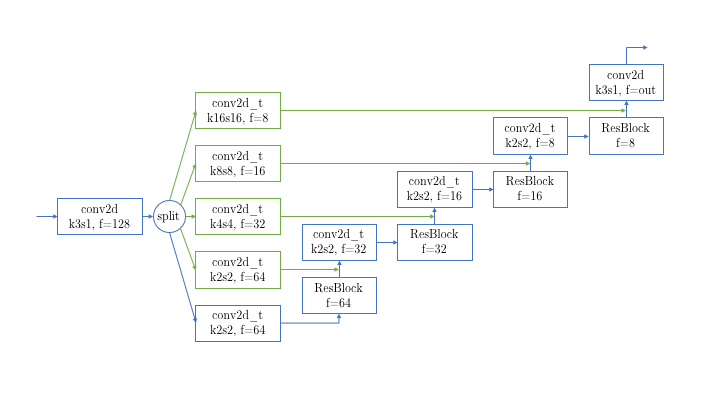 conv2d
k3s1, f=out
conv2d_t
k16s16, f=8
conv2d_t
k2s2, f=8
ResBlock
f=8
conv2d_t
k8s8, f=16
conv2d_t
k2s2, f=16
ResBlock
f=16
conv2d
k3s1, f=128
split
conv2d_t
k4s4, f=32
conv2d_t
k2s2, f=32
ResBlock
f=32
conv2d_t
k2s2, f=64
ResBlock
f=64
conv2d_t
k2s2, f=64